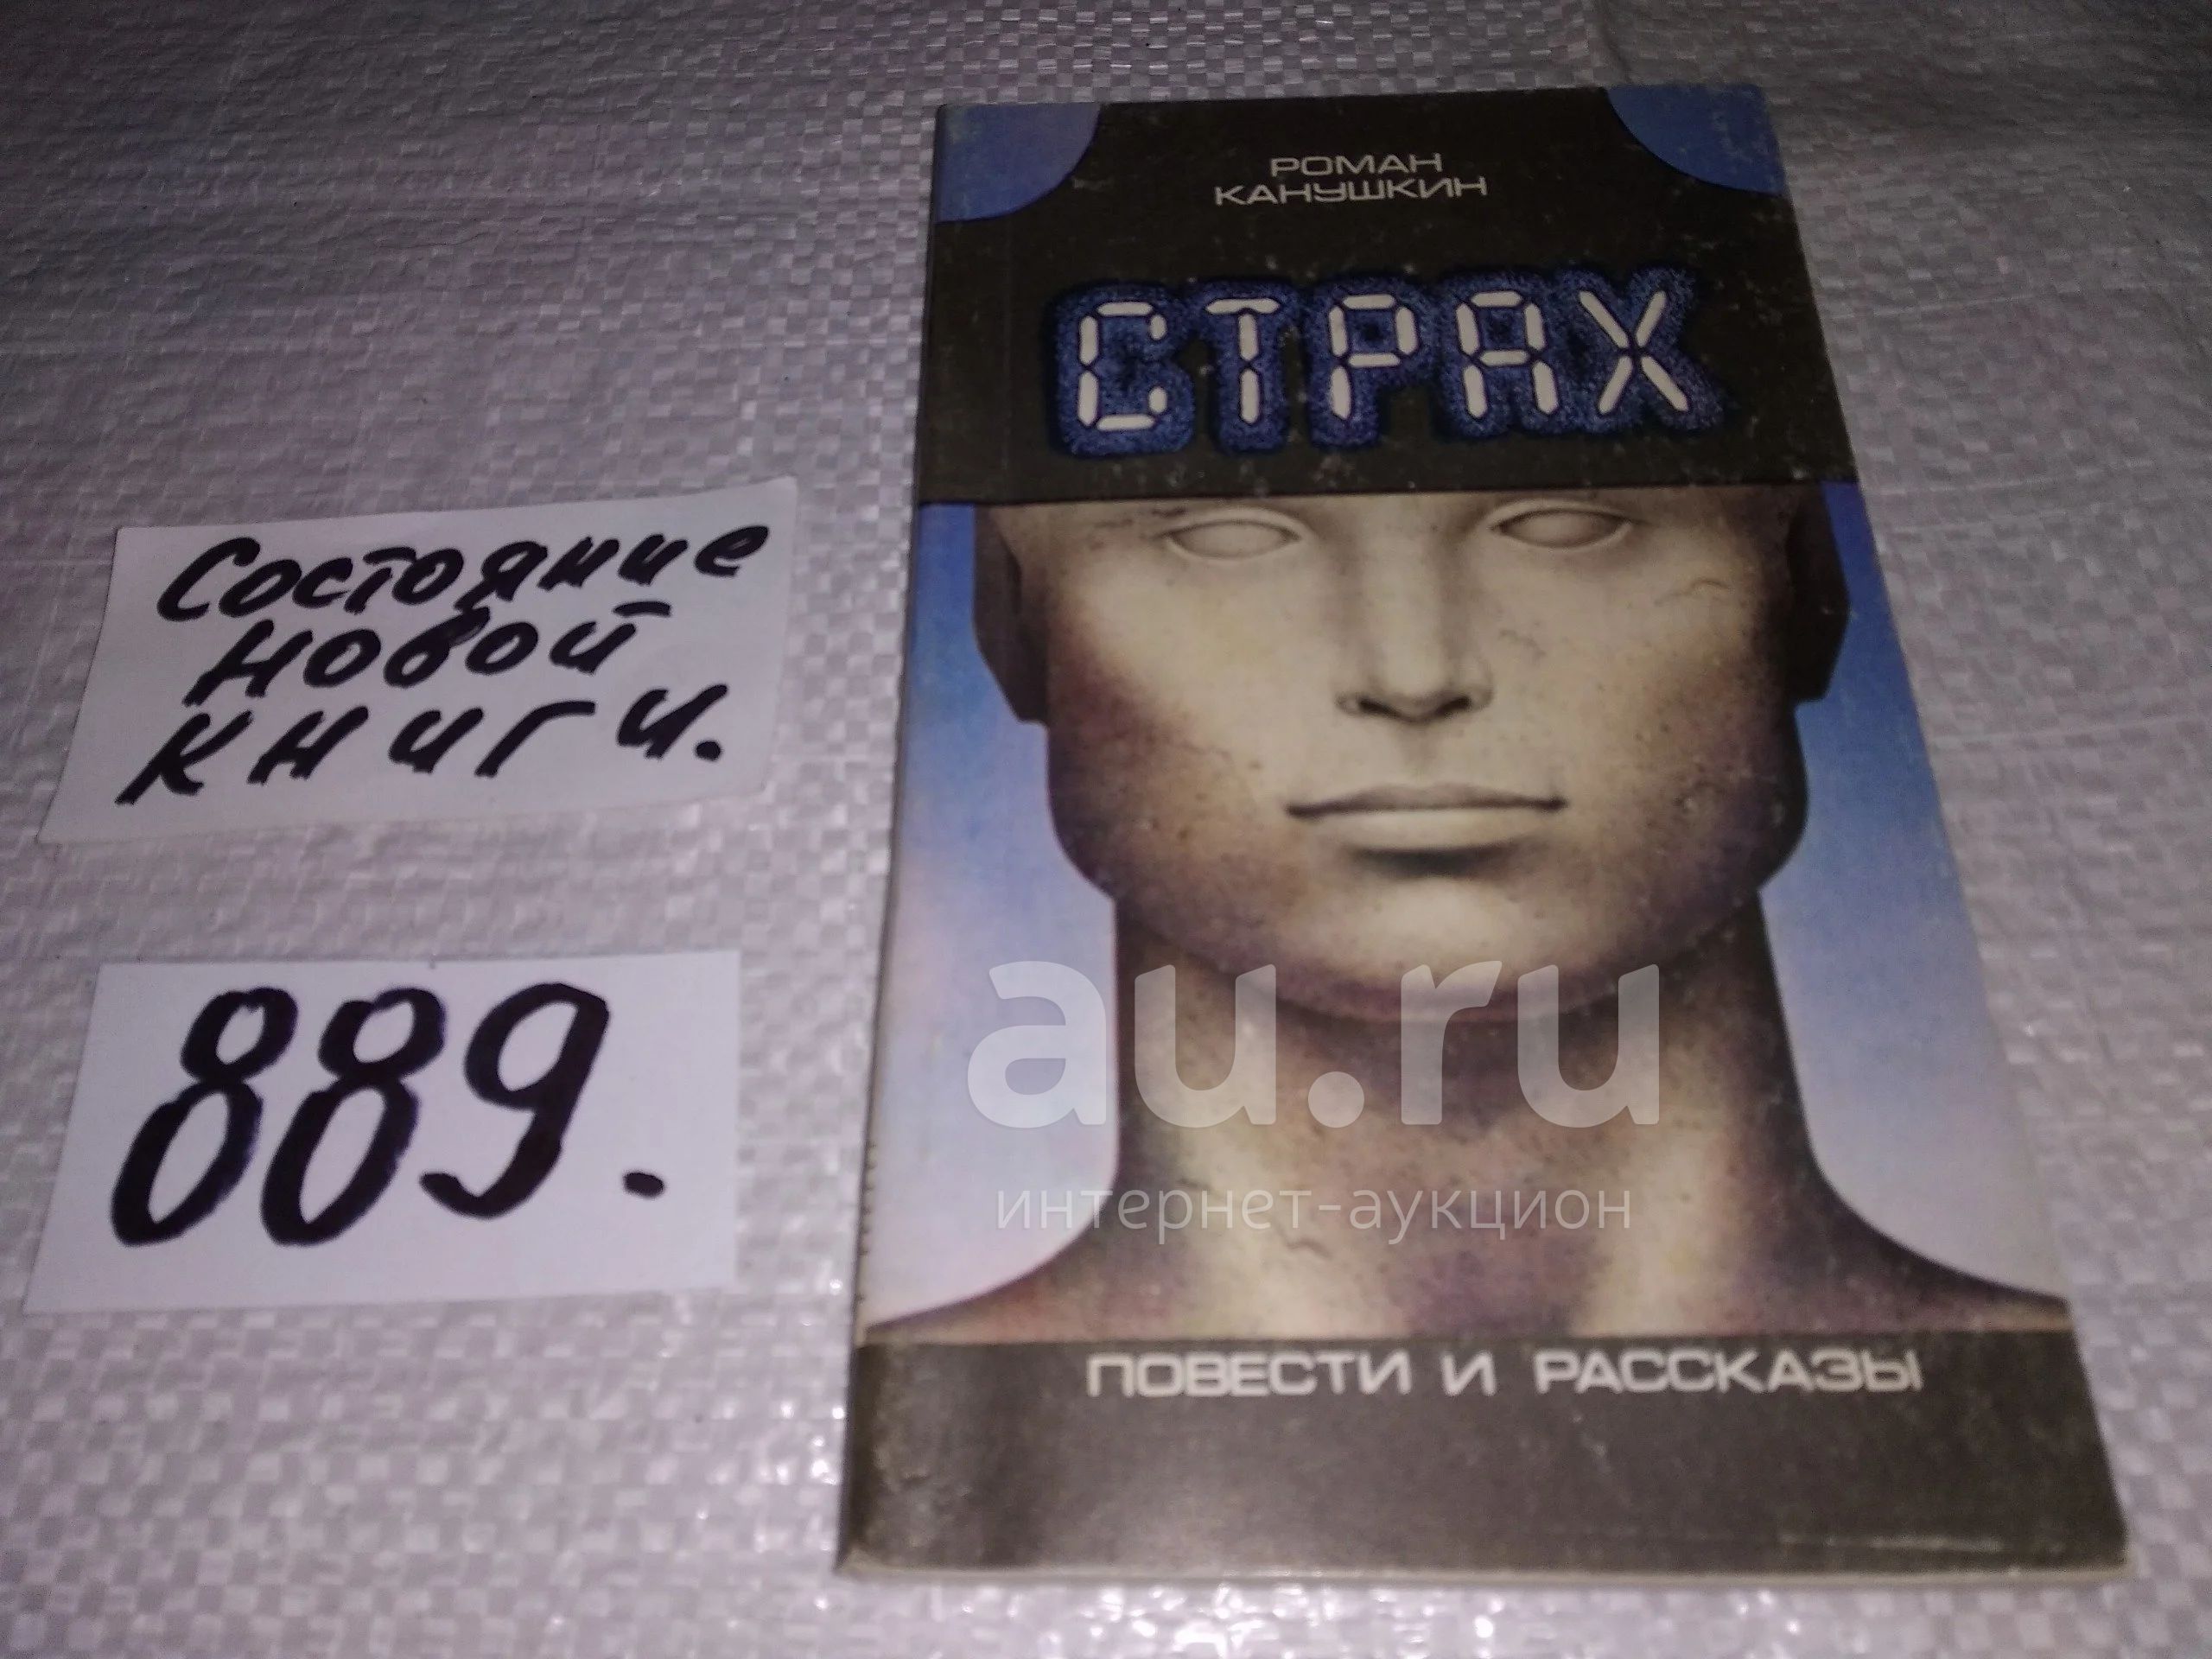 Состояние
новой
книги.
889.
РОМАН
КАНУШКИН
СТРАХ
au.ru
интернет-аукцион
ПОВЕСТИ И РАССКАЗЫ